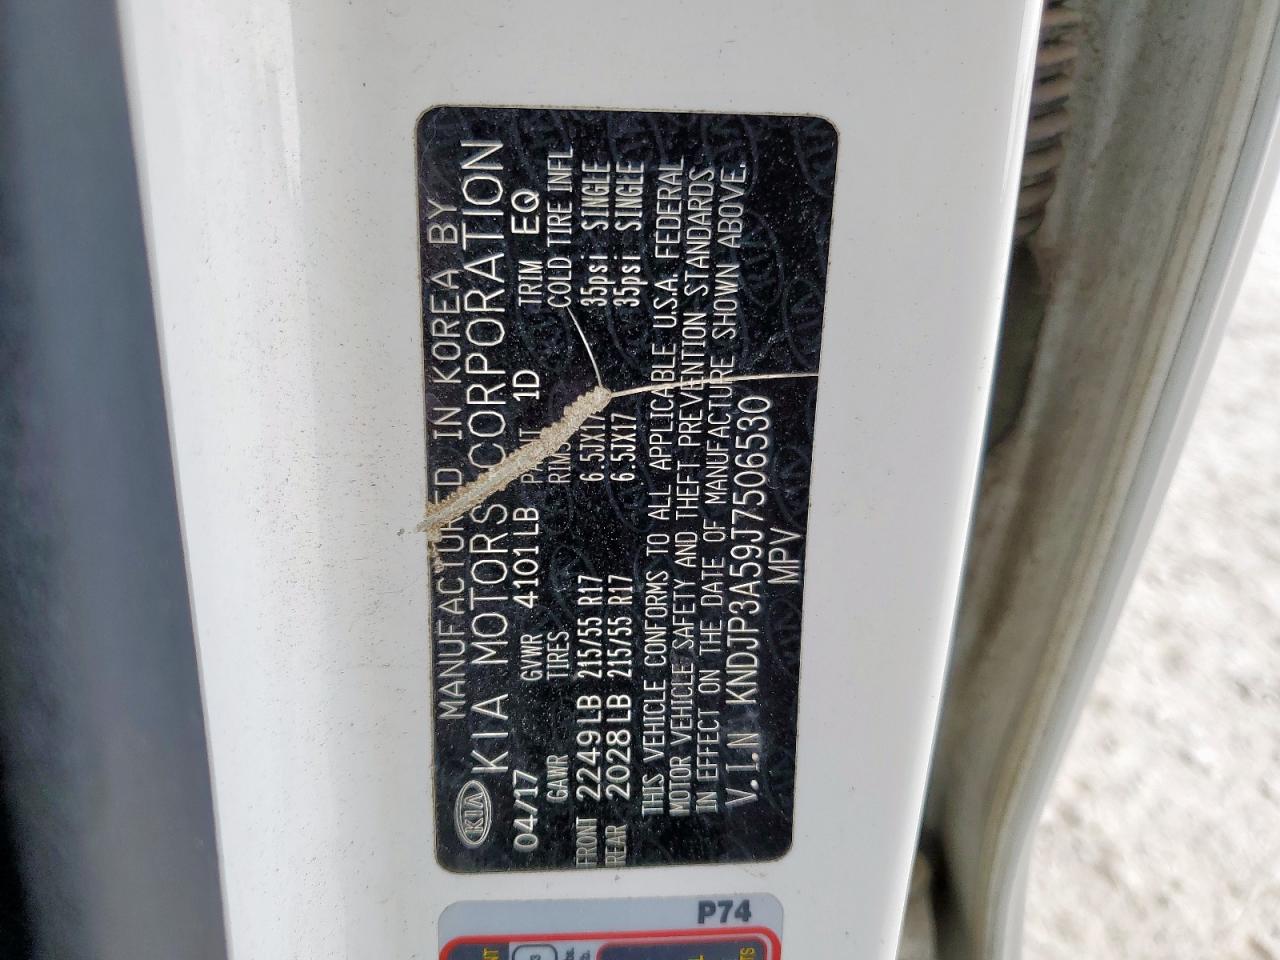 MANUFACTURED IN KOREA BY
KIA KIA MOTORS CORPORATION
04/17 GVWR 4101LB PAINT 1D TRIM EQ
GAWR TIRES RIMS COLD TIRE INFL
FRONT 2249LB 215/55 R17 6.5JX17 35psi SINGLE
REAR 2028LB 215/55 R17 6.5JX17 35psi SINGLE
THIS VEHICLE CONFORMS TO ALL APPLICABLE U.S.A. FEDERAL
MOTOR VEHICLE SAFETY AND THEFT PREVENTION STANDARDS
IN EFFECT ON THE DATE OF MANUFACTURE SHOWN ABOVE.
V.I.N KNDJP3A59J7506530
MPV
P74